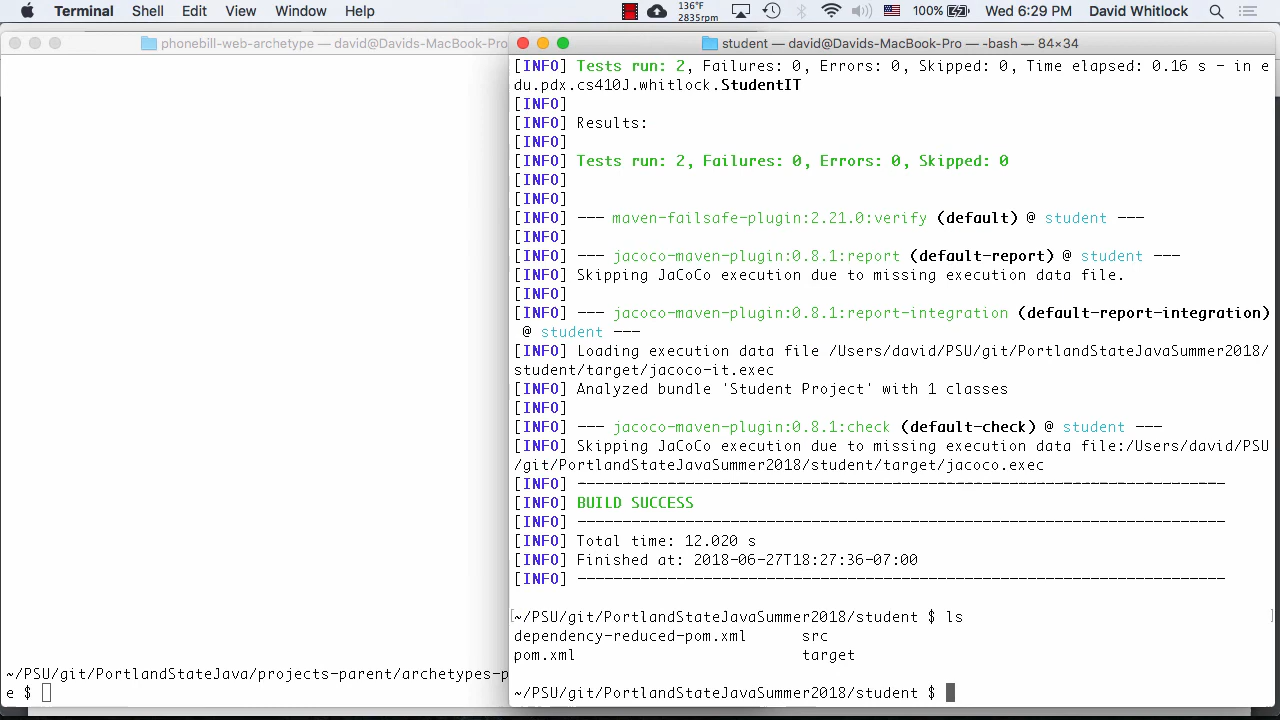 Terminal Shell Edit View Window Help 136°F 2835rpm 100% Wed 6:29 PM David Whitlock
phonebill-web-archetype — david@Davids-MacBook-Pro
~/PSU/git/PortlandStateJava/projects-parent/archetypes-p
e $
student — david@Davids-MacBook-Pro — -bash — 84×34
[INFO] Tests run: 2, Failures: 0, Errors: 0, Skipped: 0, Time elapsed: 0.16 s - in e
du.pdx.cs410J.whitlock.StudentIT
[INFO]
[INFO] Results:
[INFO]
[INFO] Tests run: 2, Failures: 0, Errors: 0, Skipped: 0
[INFO]
[INFO]
[INFO] --- maven-failsafe-plugin:2.21.0:verify (default) @ student ---
[INFO]
[INFO] --- jacoco-maven-plugin:0.8.1:report (default-report) @ student ---
[INFO] Skipping JaCoCo execution due to missing execution data file.
[INFO]
[INFO] --- jacoco-maven-plugin:0.8.1:report-integration (default-report-integration)
@ student ---
[INFO] Loading execution data file /Users/david/PSU/git/PortlandStateJavaSummer2018/
student/target/jacoco-it.exec
[INFO] Analyzed bundle 'Student Project' with 1 classes
[INFO]
[INFO] --- jacoco-maven-plugin:0.8.1:check (default-check) @ student ---
[INFO] Skipping JaCoCo execution due to missing execution data file:/Users/david/PSU
/git/PortlandStateJavaSummer2018/student/target/jacoco.exec
[INFO] ------------------------------------------------------------------------
[INFO] BUILD SUCCESS
[INFO] ------------------------------------------------------------------------
[INFO] Total time: 12.020 s
[INFO] Finished at: 2018-06-27T18:27:36-07:00
[INFO] ------------------------------------------------------------------------
[~/PSU/git/PortlandStateJavaSummer2018/student $ ls ]
dependency-reduced-pom.xml src
pom.xml target
~/PSU/git/PortlandStateJavaSummer2018/student $